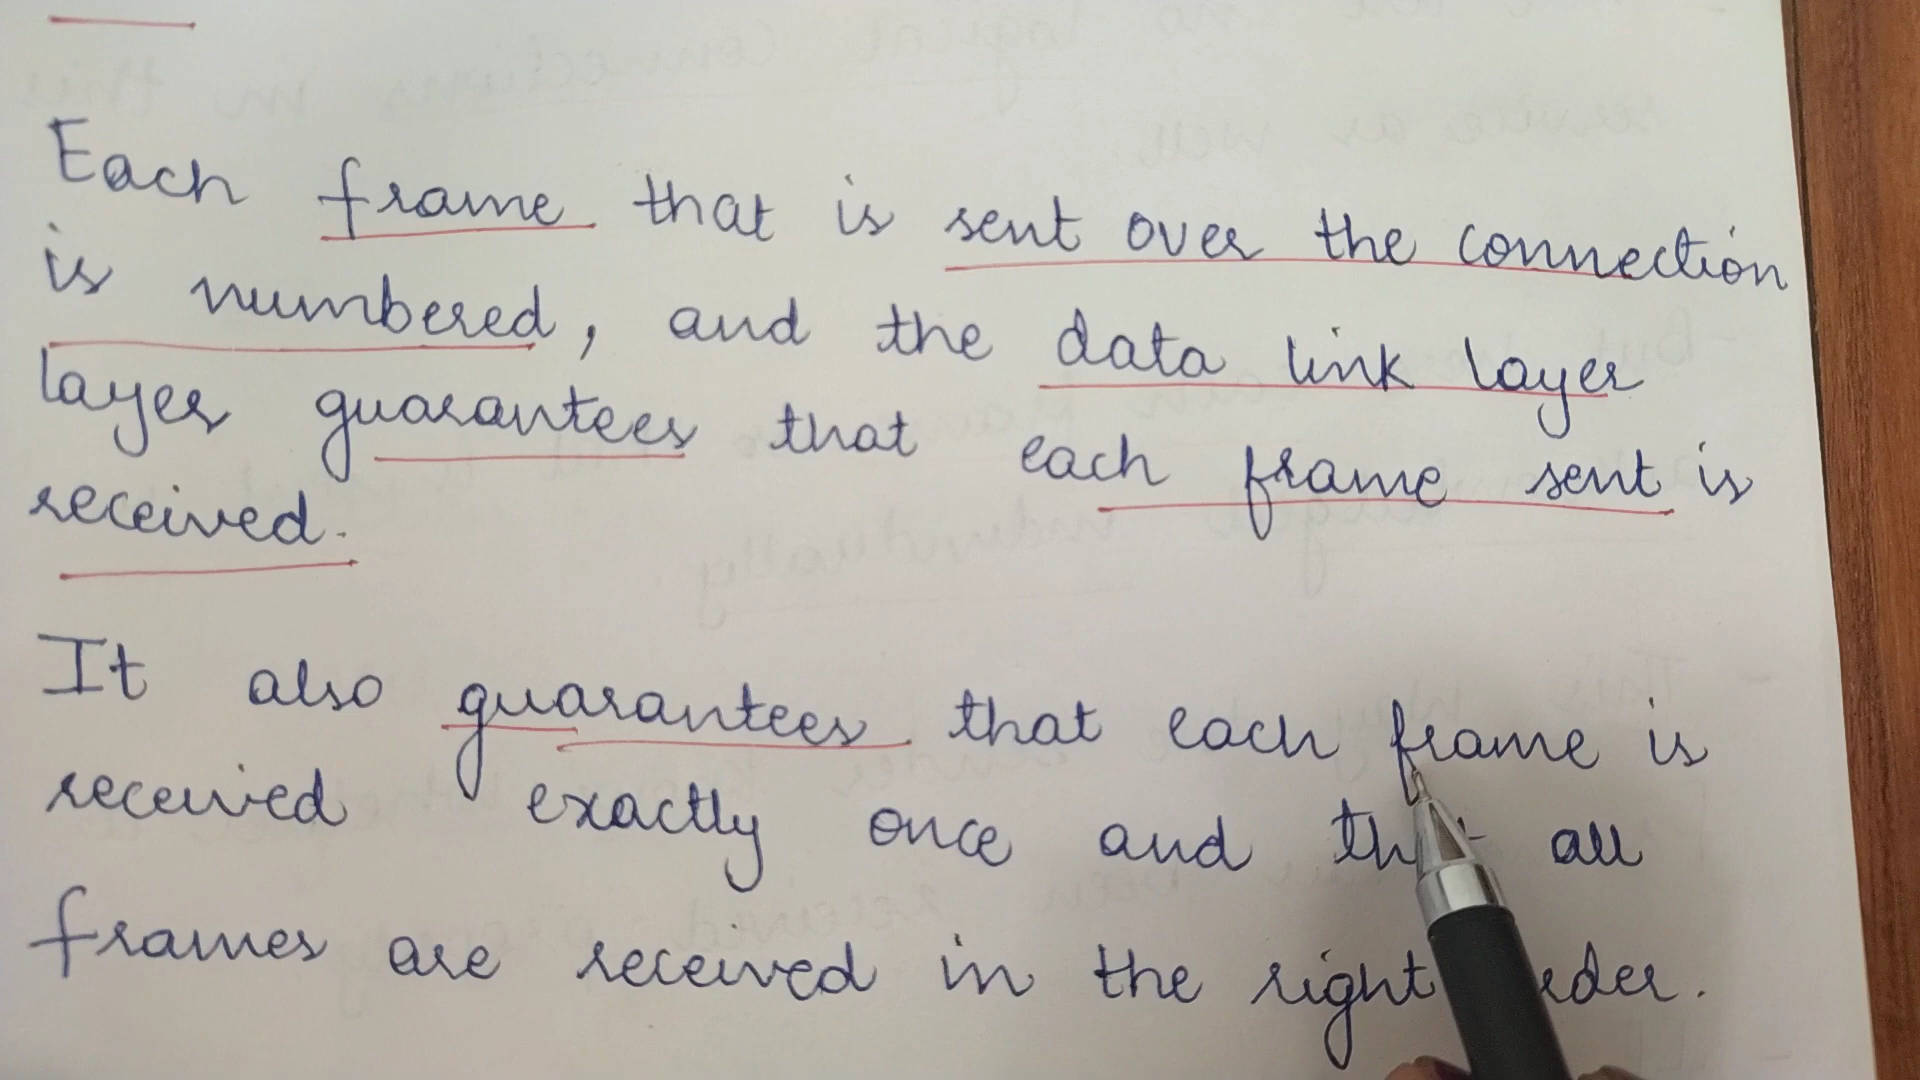 Each frame that is sent over the connection
is numbered, and the data link layer
layer guarantees that each frame sent is
received.
It also guarantees that each frame is
received exactly once and that all
frames are received in the right order.